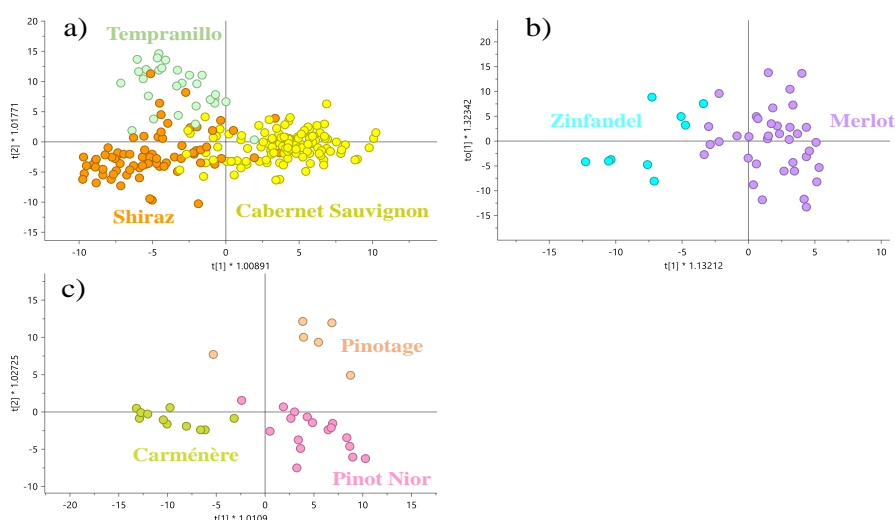 a)
Tempranillo
20
15
10
5
0
-5
-10
-15
t[2] * 1.01771
Shiraz
Cabernet Sauvignon
-10 -5 0 5 10
t[1] * 1.00891
b)
20
15
10
5
0
-5
-10
-15
to[1] * 1.32342
Zinfandel
Merlot
-15 -10 -5 0 5
t[1] * 1.13212
c)
15
10
5
0
-5
-10
t[2] * 1.02725
Pinotage
Carménère
Pinot Nior
-20 -15 -10 -5 0 5 10 15
t[1] * 1.0109